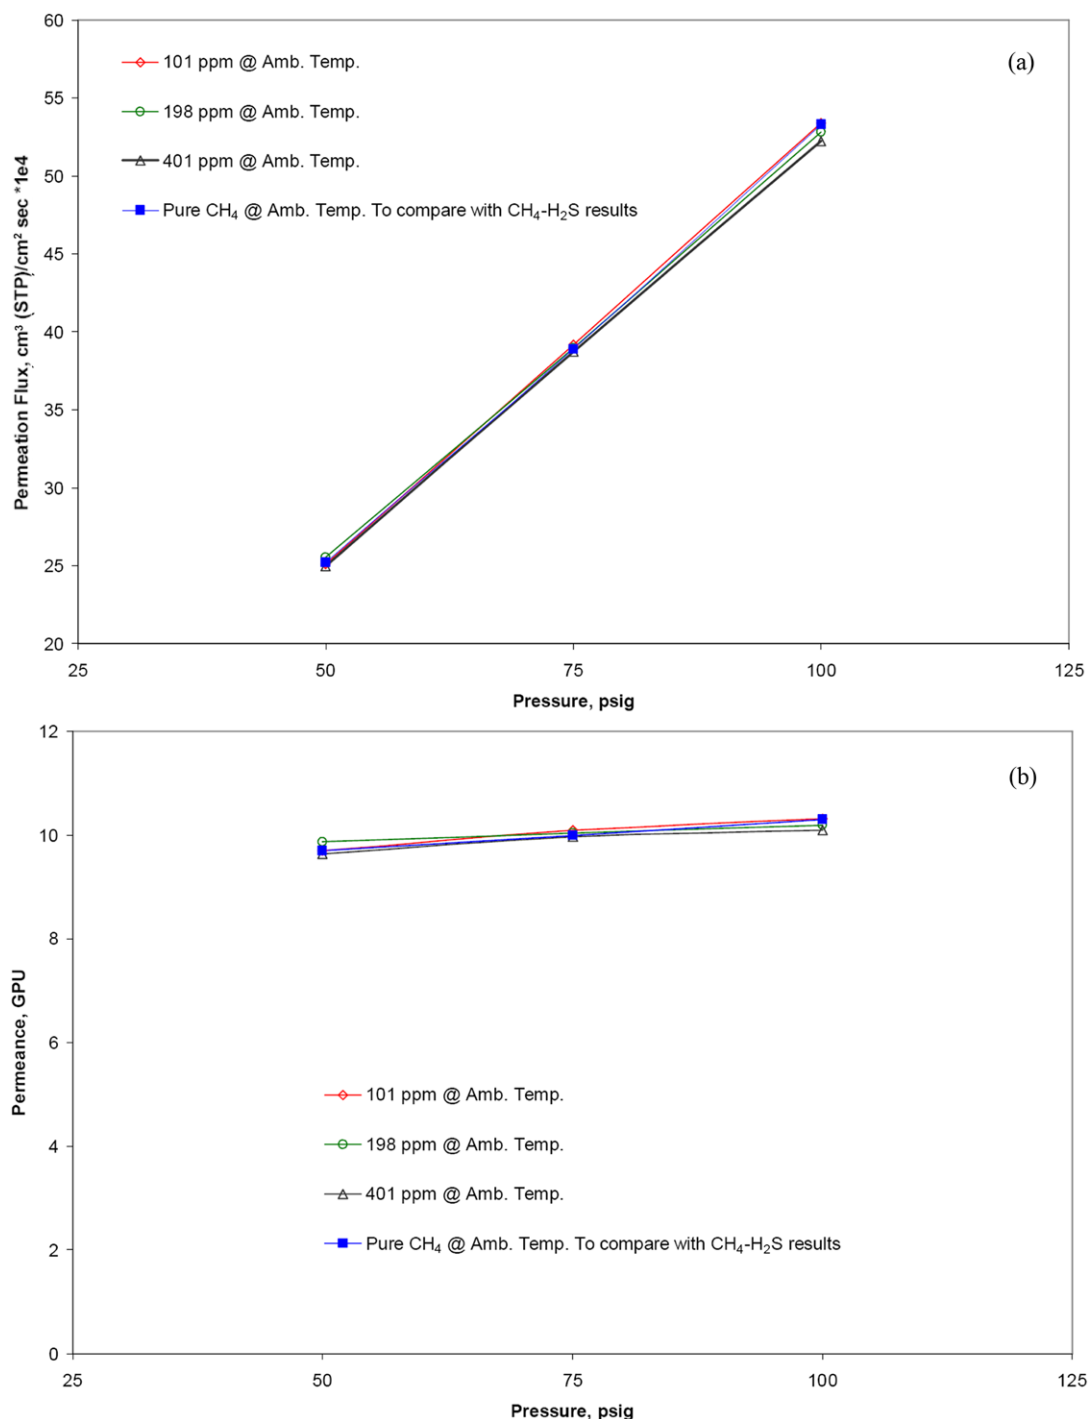 60
55
50
45
40
35
30
25
20
Permeation Flux, cm³ (STP)/cm² sec *1e4
101 ppm @ Amb. Temp.
198 ppm @ Amb. Temp.
401 ppm @ Amb. Temp.
Pure CH₄ @ Amb. Temp. To compare with CH₄-H₂S results
(a)
25 50 75 100 125
Pressure, psig
12
10
8
6
4
2
0
Permeance, GPU
(b)
101 ppm @ Amb. Temp.
198 ppm @ Amb. Temp.
401 ppm @ Amb. Temp.
Pure CH₄ @ Amb. Temp. To compare with CH₄-H₂S results
25 50 75 100 125
Pressure, psig